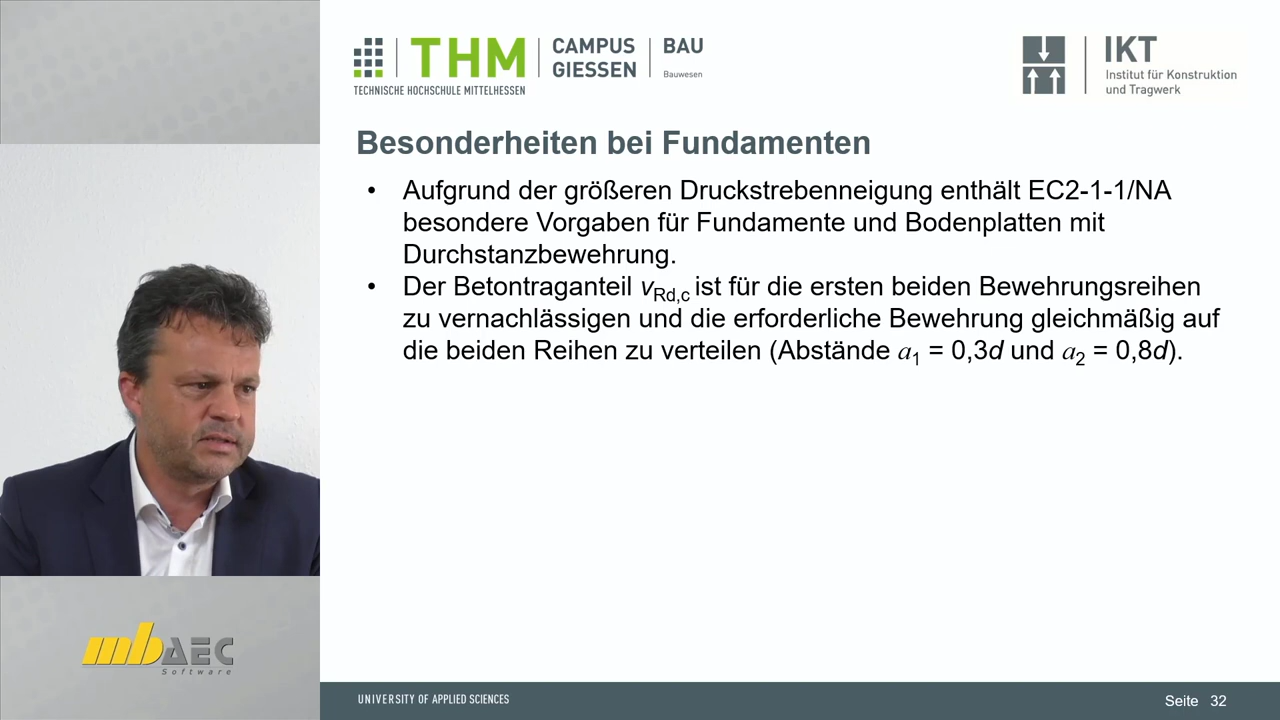 THM
CAMPUS
GIESSEN
BAU
Bauwesen
TECHNISCHE HOCHSCHULE MITTELHESSEN
IKT
Institut für Konstruktion
und Tragwerk
Besonderheiten bei Fundamenten
• Aufgrund der größeren Druckstrebenneigung enthält EC2-1-1/NA
besondere Vorgaben für Fundamente und Bodenplatten mit
Durchstanzbewehrung.
• Der Betontraganteil vRd,c ist für die ersten beiden Bewehrungsreihen
zu vernachlässigen und die erforderliche Bewehrung gleichmäßig auf
die beiden Reihen zu verteilen (Abstände a1 = 0,3d und a2 = 0,8d).
mbAEC
Software
UNIVERSITY OF APPLIED SCIENCES
Seite 32